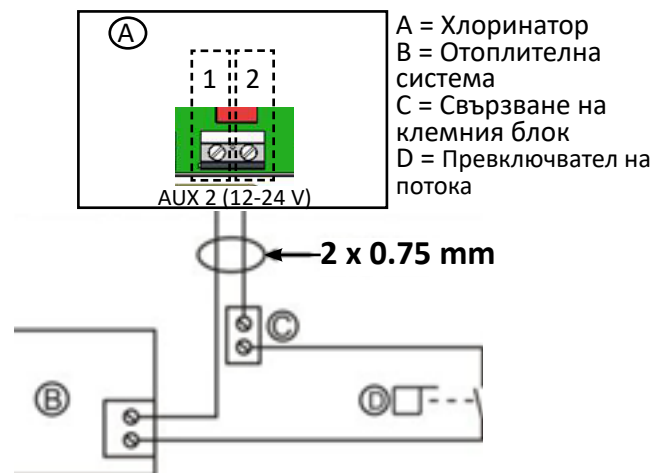 A
1 2
AUX 2 (12-24 V)
A = Хлоринатор
B = Отоплителна
система
C = Свързване на
клемния блок
D = Превключвател на
потока
2 x 0.75 mm
C
B
D